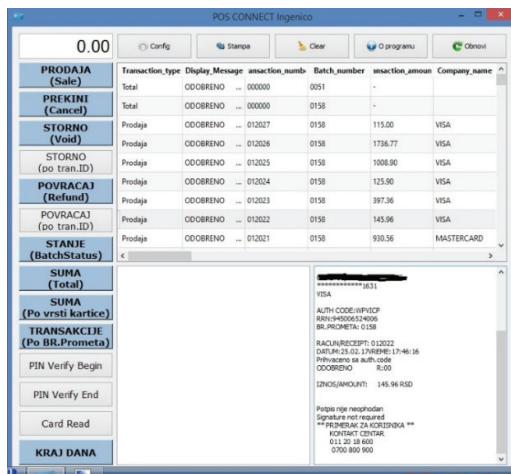 POS CONNECT Ingenico
0.00
Config
Stampa
Clear
O programu
Obnovi
PRODAJA
(Sale)
PREKINI
(Cancel)
STORNO
(Void)
STORNO
(po tran.ID)
POVRACAJ
(Refund)
POVRACAJ
(po tran.ID)
STANJE
(BatchStatus)
SUMA
(Total)
SUMA
(Po vrsti kartice)
TRANSAKCIJE
(Po BR.Prometa)
PIN Verify Begin
PIN Verify End
Card Read
KRAJ DANA
Transaction_type Display_Message ansaction_numb Batch_number ansaction_amoun Company_name
Total ODOBRENO ... 000000 0051 -
Total ODOBRENO ... 000000 0158 -
Prodaja ODOBRENO ... 012027 0158 115.00 VISA
Prodaja ODOBRENO ... 012026 0158 1736.77 VISA
Prodaja ODOBRENO ... 012025 0158 1008.90 VISA
Prodaja ODOBRENO ... 012024 0158 125.90 VISA
Prodaja ODOBRENO ... 012023 0158 397.36 VISA
Prodaja ODOBRENO ... 012022 0158 145.96 VISA
Prodaja ODOBRENO ... 012021 0158 930.56 MASTERCARD
************1631
VISA
AUTH CODE:WPVICP
RRN:945006524006
BR.PROMETA: 0158
RACUN/RECEIPT: 012022
DATUM:25.02.17VREME:17:46:16
Prihvaceno sa auth.code
ODOBRENO R:00
IZNOS/AMOUNT: 145.96 RSD
Potpis nije neophodan
Signature not required
** PRIMERAK ZA KORISNIKA **
KONTAKT CENTAR
011 20 18 600
0700 800 900